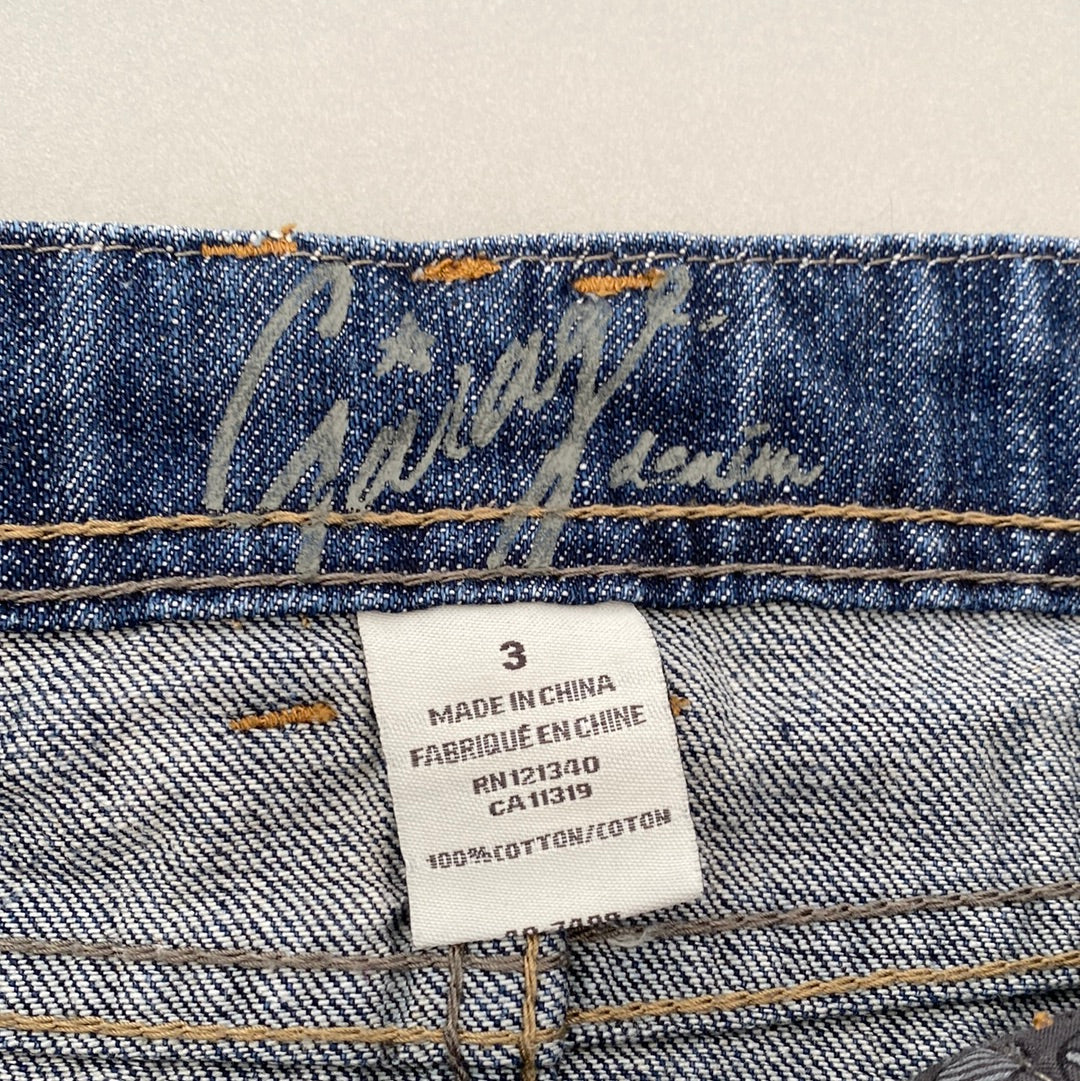 Garage.
denim
3
MADE IN CHINA
FABRIQUÉ EN CHINE
RN 121340
CA 11319
100% COTTON/COTON